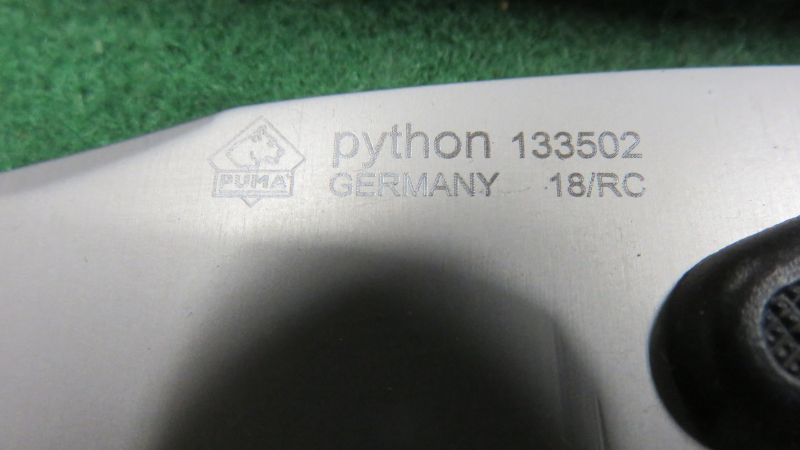 PUMA
python 133502
GERMANY 18/RC